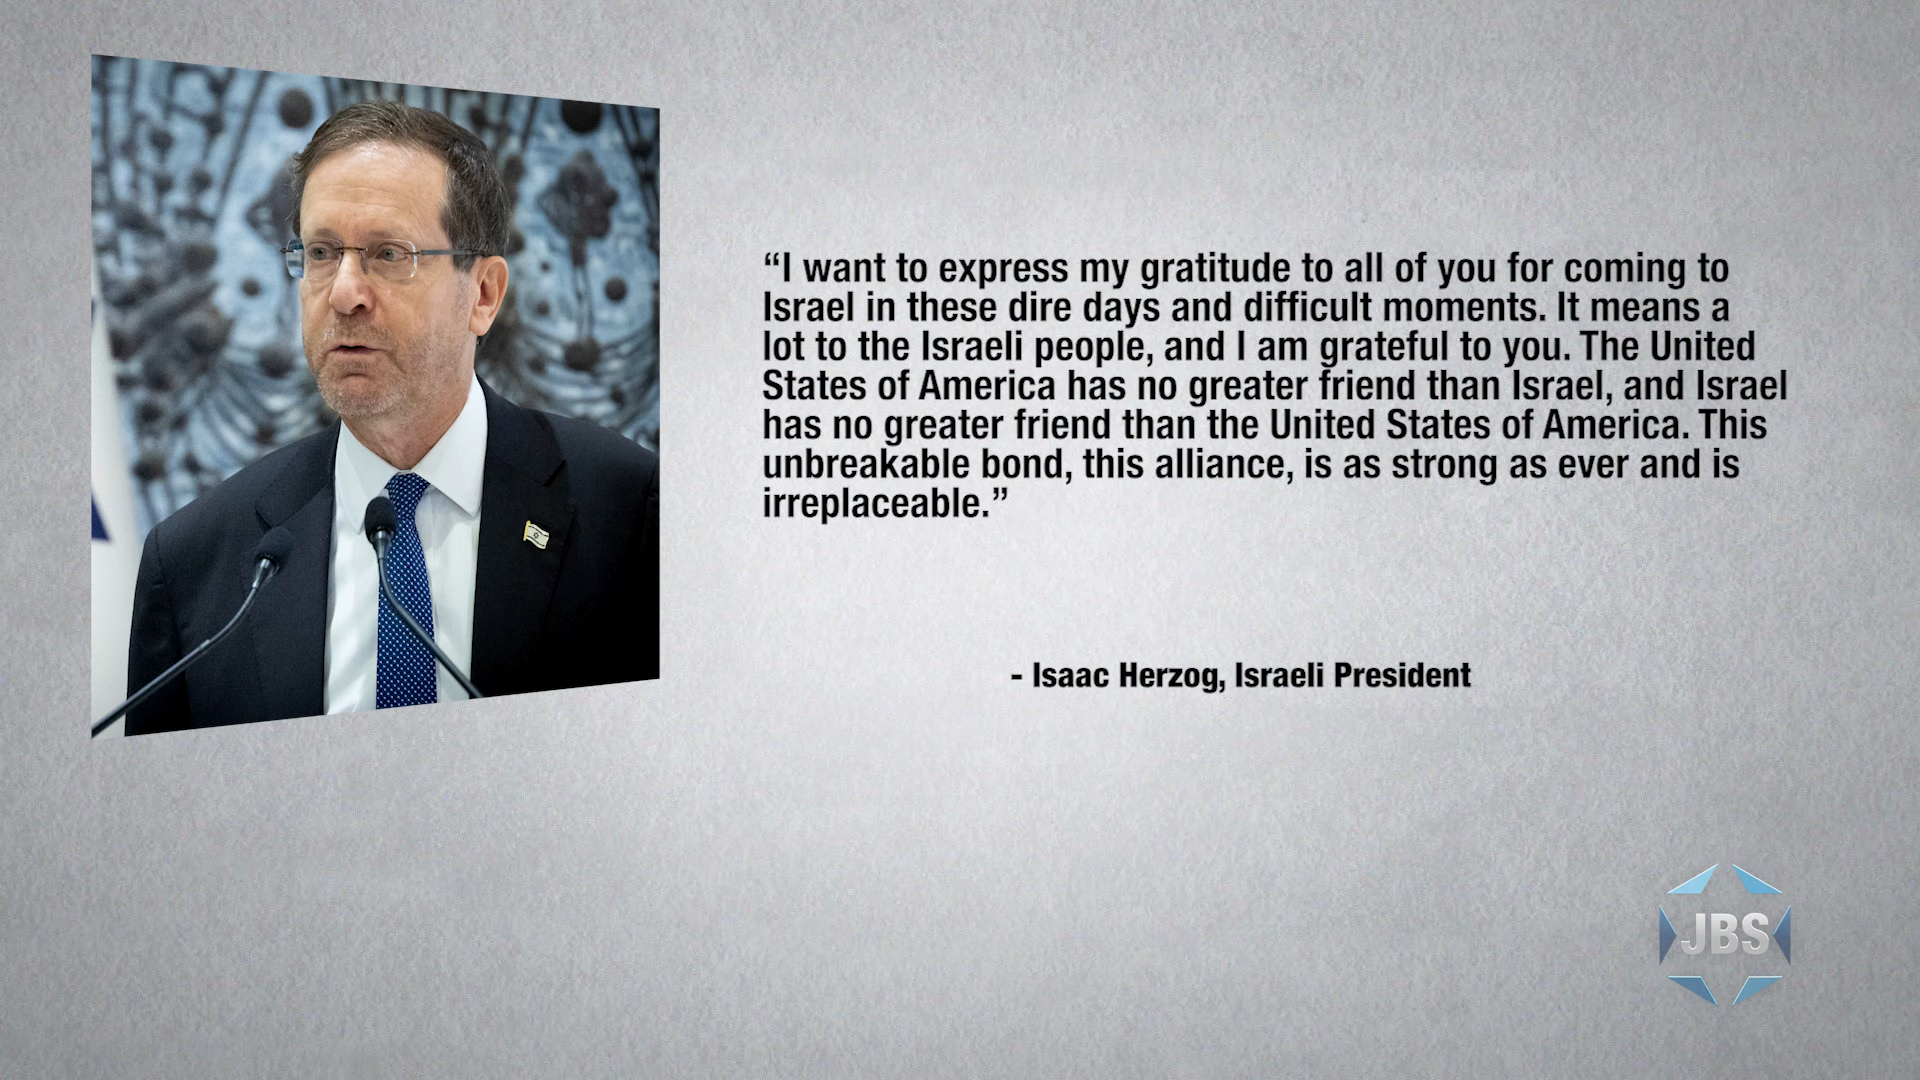 “I want to express my gratitude to all of you for coming to
Israel in these dire days and difficult moments. It means a
lot to the Israeli people, and I am grateful to you. The United
States of America has no greater friend than Israel, and Israel
has no greater friend than the United States of America. This
unbreakable bond, this alliance, is as strong as ever and is
irreplaceable.”
- Isaac Herzog, Israeli President
JBS